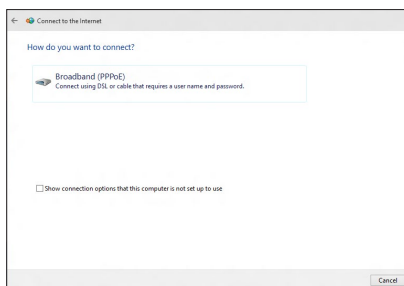 Connect to the Internet
How do you want to connect?
Broadband (PPPoE)
Connect using DSL or cable that requires a user name and password.
Show connection options that this computer is not set up to use
Cancel